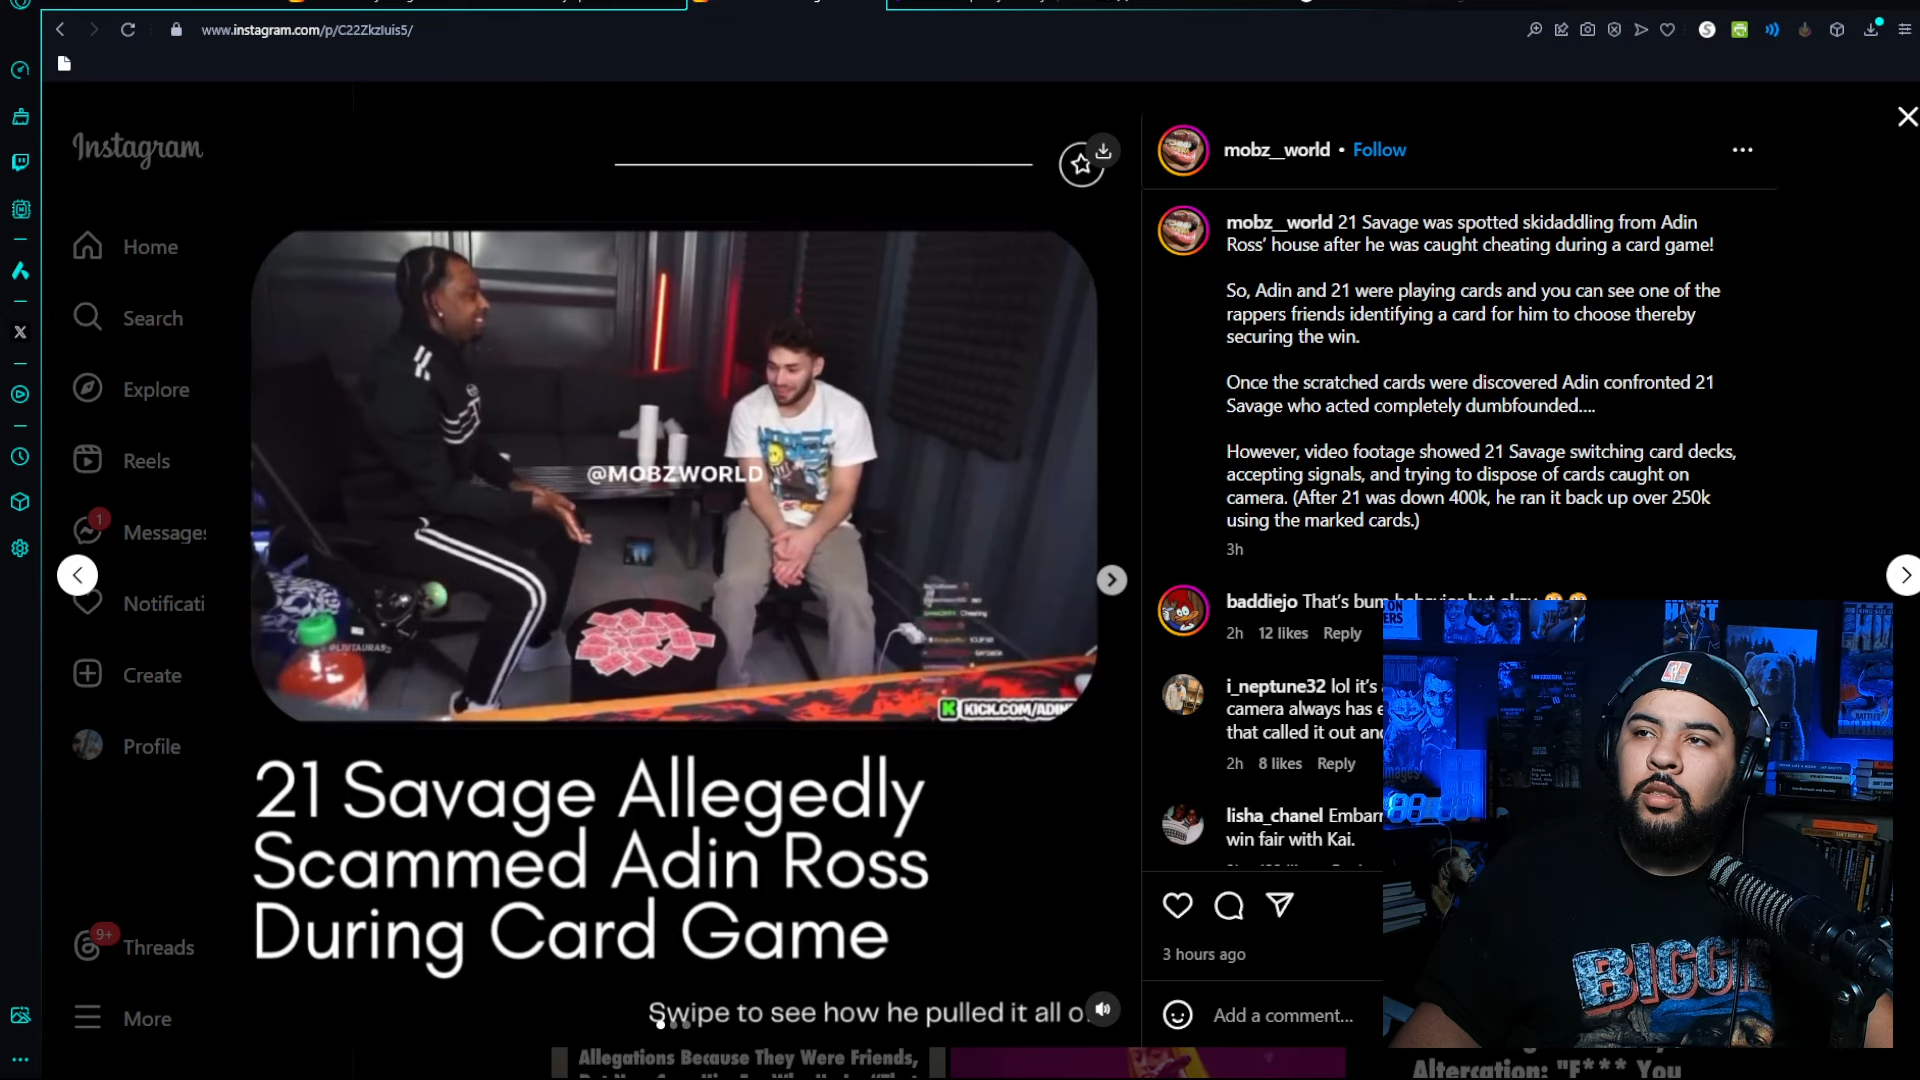 www.instagram.com/p/C22ZkzIuis5/
Instagram
Home
Search
Explore
Reels
1
Messages
Notificati
Create
Profile
9+
Threads
More
@MOBZWORLD
KICK.COM/ADIN
21 Savage Allegedly
Scammed Adin Ross
During Card Game
Swipe to see how he pulled it all o
Allegations Because They Were Friends,
mobz__world • Follow
mobz__world 21 Savage was spotted skidaddling from Adin
Ross’ house after he was caught cheating during a card game!
So, Adin and 21 were playing cards and you can see one of the
rappers friends identifying a card for him to choose thereby
securing the win.
Once the scratched cards were discovered Adin confronted 21
Savage who acted completely dumbfounded....
However, video footage showed 21 Savage switching card decks,
accepting signals, and trying to dispose of cards caught on
camera. (After 21 was down 400k, he ran it back up over 250k
using the marked cards.)
3h
baddiejo That’s bum behavior but okay
2h 12 likes Reply
i_neptune32 lol it’s
camera always has
that called it out
2h 8 likes Reply
lisha_chanel
win fair with Kai.
3 hours ago
Add a comment...
BIGGI
Altercation: "F*** You